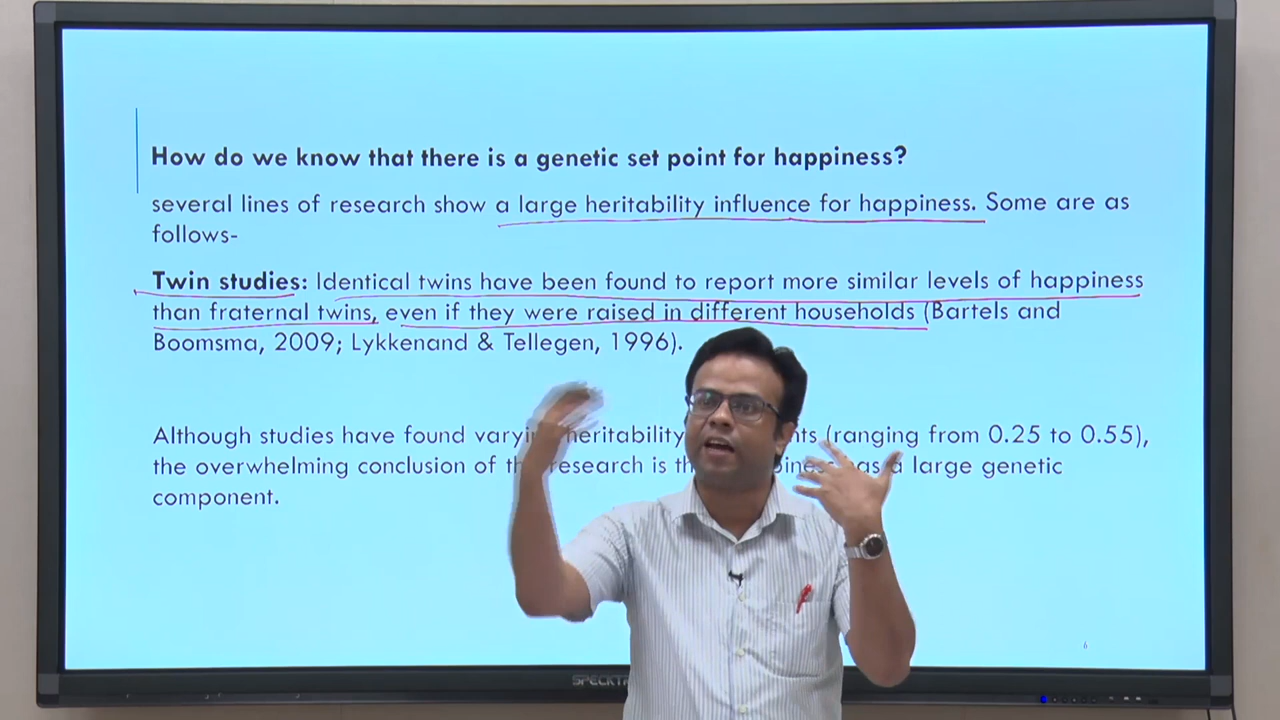 How do we know that there is a genetic set point for happiness?
several lines of research show a large heritability influence for happiness. Some are as
follows-
Twin studies: Identical twins have been found to report more similar levels of happiness
than fraternal twins, even if they were raised in different households (Bartels and
Boomsma, 2009; Lykkenand & Tellegen, 1996).
Although studies have found heritability (ranging from 0.25 to 0.55),
the overwhelming conclusion of research is a large genetic
component.
6